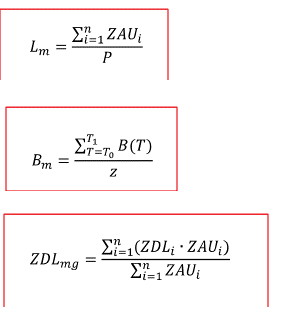 L_m = \frac{\sum_{i=1}^{n} ZAU_i}{P}
B_m = \frac{\sum_{T=T_0}^{T_1} B(T)}{z}
ZDL_{mg} = \frac{\sum_{i=1}^{n} (ZDL_i \cdot ZAU_i)}{\sum_{i=1}^{n} ZAU_i}